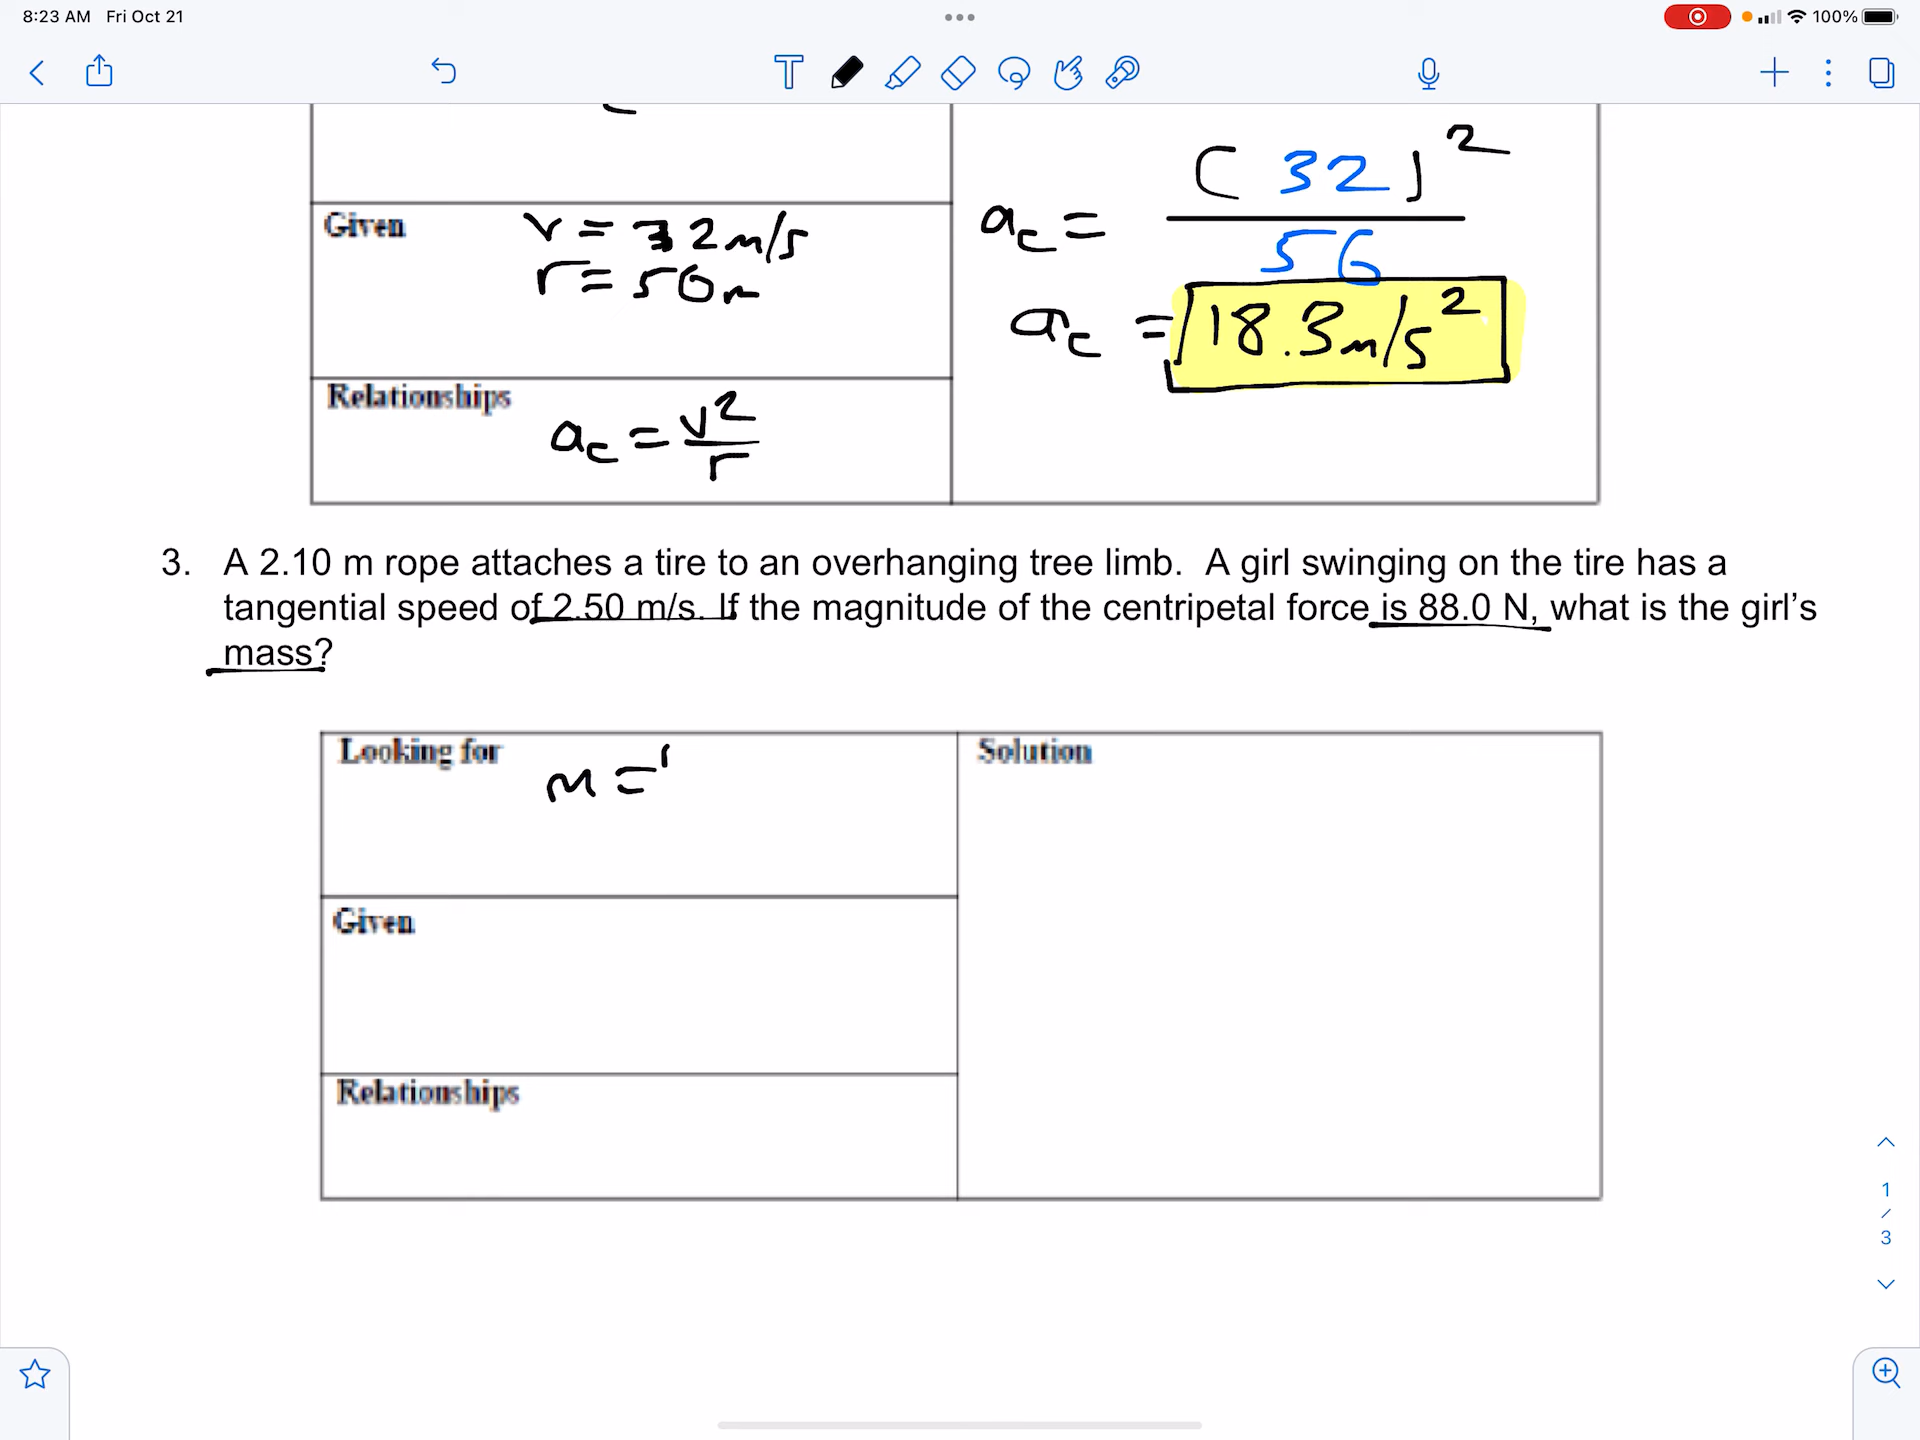 8:23 AM Fri Oct 21
100%
T
Given
v = 32 m/s
r = 56 m
Relationships
a_c = v²/r
a_c = (32)²/56
a_c = 18.3 m/s²
3. A 2.10 m rope attaches a tire to an overhanging tree limb. A girl swinging on the tire has a
tangential speed of 2.50 m/s. If the magnitude of the centripetal force is 88.0 N, what is the girl's
mass?
Looking for
m =
Given
Relationships
Solution
1
/
3